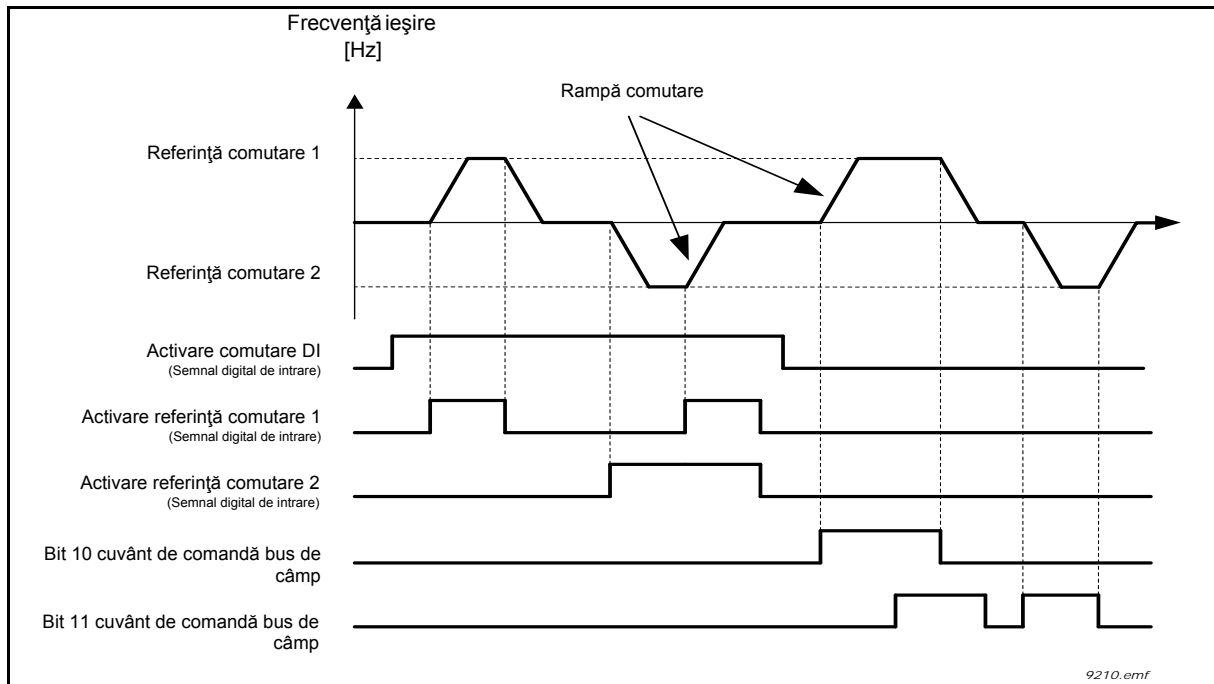 Frecvenţă ieşire
[Hz]
Rampă comutare
Referinţă comutare 1
Referinţă comutare 2
Activare comutare DI
(Semnal digital de intrare)
Activare referinţă comutare 1
(Semnal digital de intrare)
Activare referinţă comutare 2
(Semnal digital de intrare)
Bit 10 cuvânt de comandă bus de
câmp
Bit 11 cuvânt de comandă bus de
câmp
9210.emf